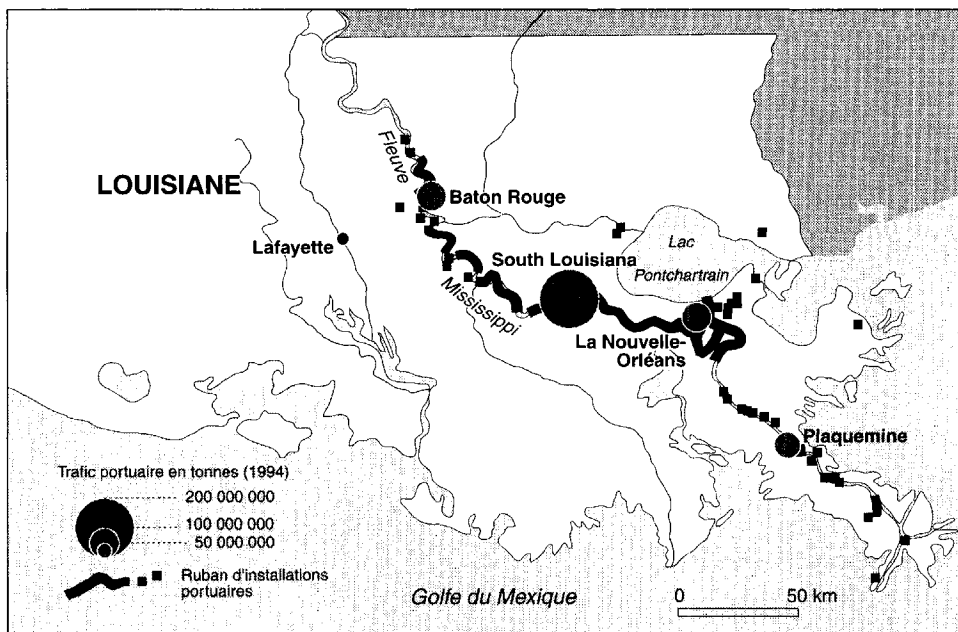 Fleuve
LOUISIANE
Baton Rouge
Lafayette
Lac
Pontchartrain
South Louisiana
Mississippi
La Nouvelle-
Orléans
Plaquemine
Trafic portuaire en tonnes (1994)
200 000 000
100 000 000
50 000 000
Ruban d'installations
portuaires
Golfe du Mexique
0 50 km